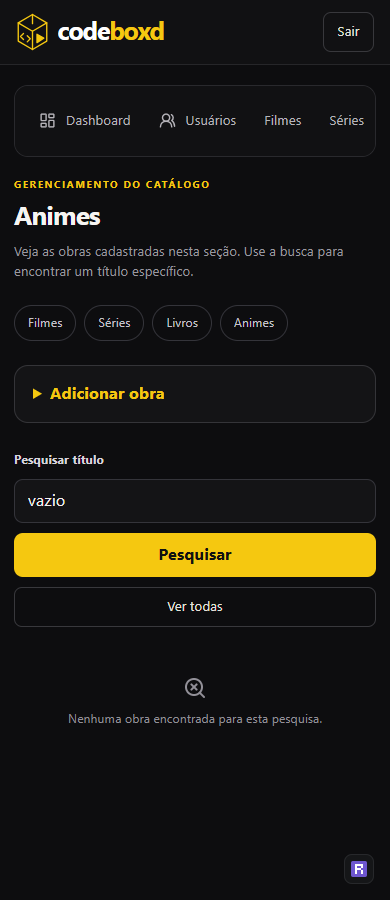 codeboxd
Sair
Dashboard Usuários Filmes Séries
GERENCIAMENTO DO CATÁLOGO
Animes
Veja as obras cadastradas nesta seção. Use a busca para
encontrar um título específico.
Filmes Séries Livros Animes
Adicionar obra
Pesquisar título
vazio
Pesquisar
Ver todas
Nenhuma obra encontrada para esta pesquisa.
R